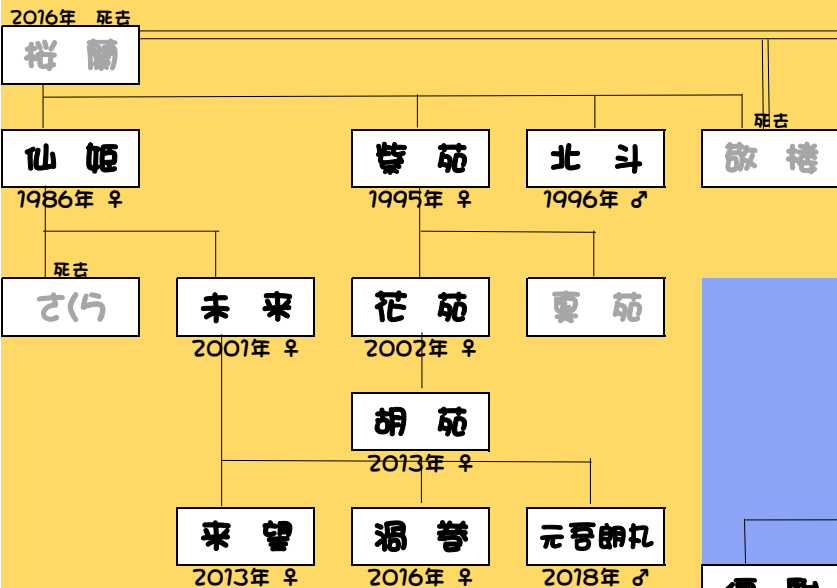 2016年 死去
桜 蘭
死去
仙 姫
紫 苑
北 斗
敬 楼
1986年 ♀
1995年 ♀
1996年 ♂
死去
さくら
未 来
花 苑
夏 苑
2001年 ♀
2002年 ♀
胡 苑
2013年 ♀
来 望
渦 巻
元吾朗丸
2013年 ♀
2016年 ♀
2018年 ♂